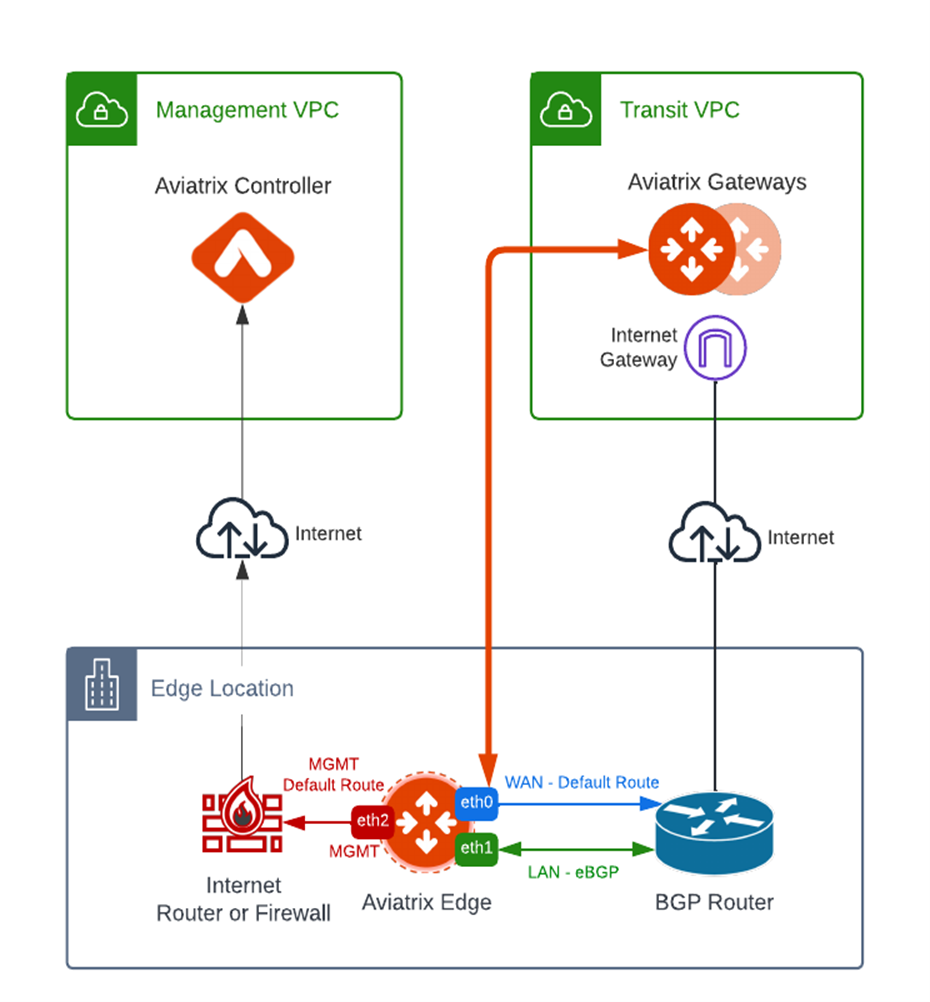 Management VPC
Transit VPC
Aviatrix Controller
Aviatrix Gateways
Internet
Gateway
Internet
Internet
Edge Location
MGMT
Default Route
WAN - Default Route
eth0
eth2
eth1
MGMT
LAN - eBGP
Internet
Router or Firewall
Aviatrix Edge
BGP Router